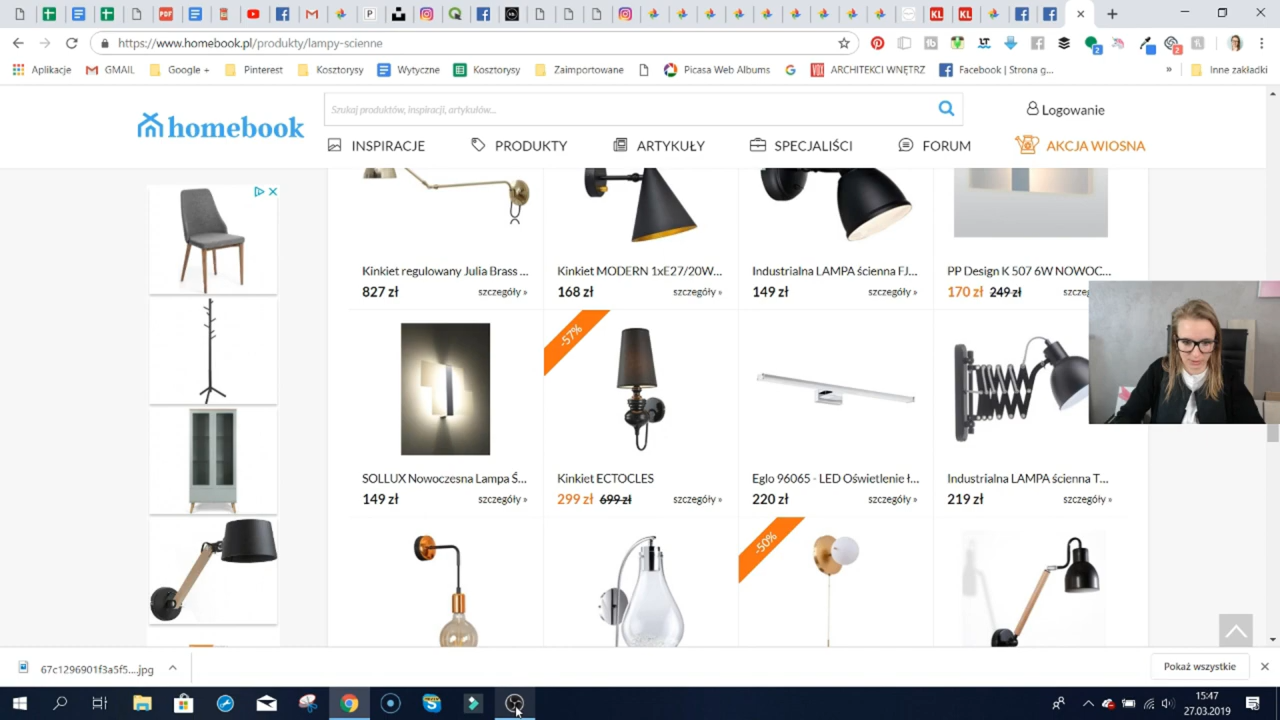 https://www.homebook.pl/produkty/lampy-scienne
Aplikacje
GMAIL
Google +
Pinterest
Kosztorysy
Wytyczne
Kosztorysy
Zaimportowane
Picasa Web Albums
ARCHITEKCI WNĘTRZ
Facebook | Strona g...
»
Inne zakładki
homebook
Szukaj produktów, inspiracji, artykułów...
Logowanie
INSPIRACJE
PRODUKTY
ARTYKUŁY
SPECJALIŚCI
FORUM
AKCJA WIOSNA
Kinkiet regulowany Julia Brass ...
827 zł
szczegóły »
Kinkiet MODERN 1xE27/20W...
168 zł
szczegóły »
Industrialna LAMPA ścienna FJ...
149 zł
szczegóły »
PP Design K 507 6W NOWOC...
170 zł 249 zł
SOLLUX Nowoczesna Lampa Ś...
149 zł
szczegóły »
-57%
Kinkiet ECTOCLES
299 zł 699 zł
szczegóły »
Eglo 96065 - LED Oświetlenie ł...
220 zł
szczegóły »
Industrialna LAMPA ścienna T...
219 zł
szczegóły »
-50%
67c1296901f3a5f5....jpg
Pokaż wszystkie
15:47
27.03.2019